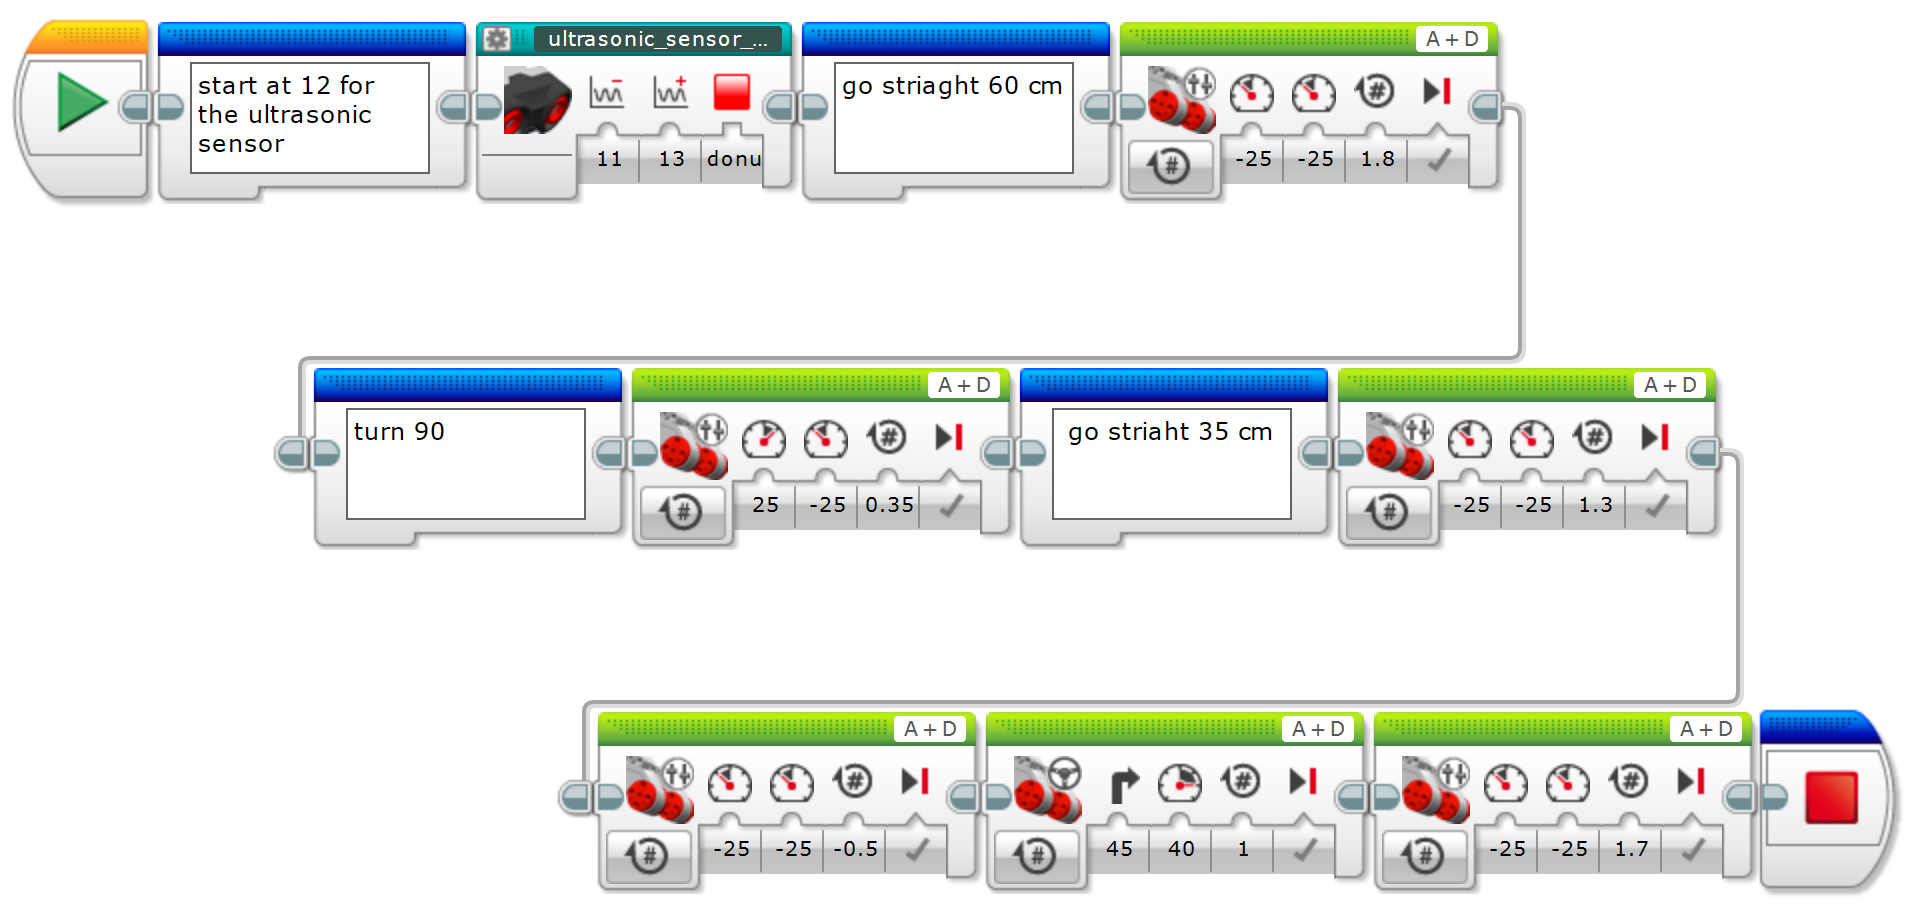 start at 12 for
the ultrasonic
sensor
ultrasonic_sensor_...
11 13 donu
go striaght 60 cm
A + D
# -25 -25 1.8
turn 90
A + D
# 25 -25 0.35
go striaht 35 cm
A + D
# -25 -25 1.3
A + D
# -25 -25 -0.5
A + D
# 45 40 1
A + D
# -25 -25 1.7